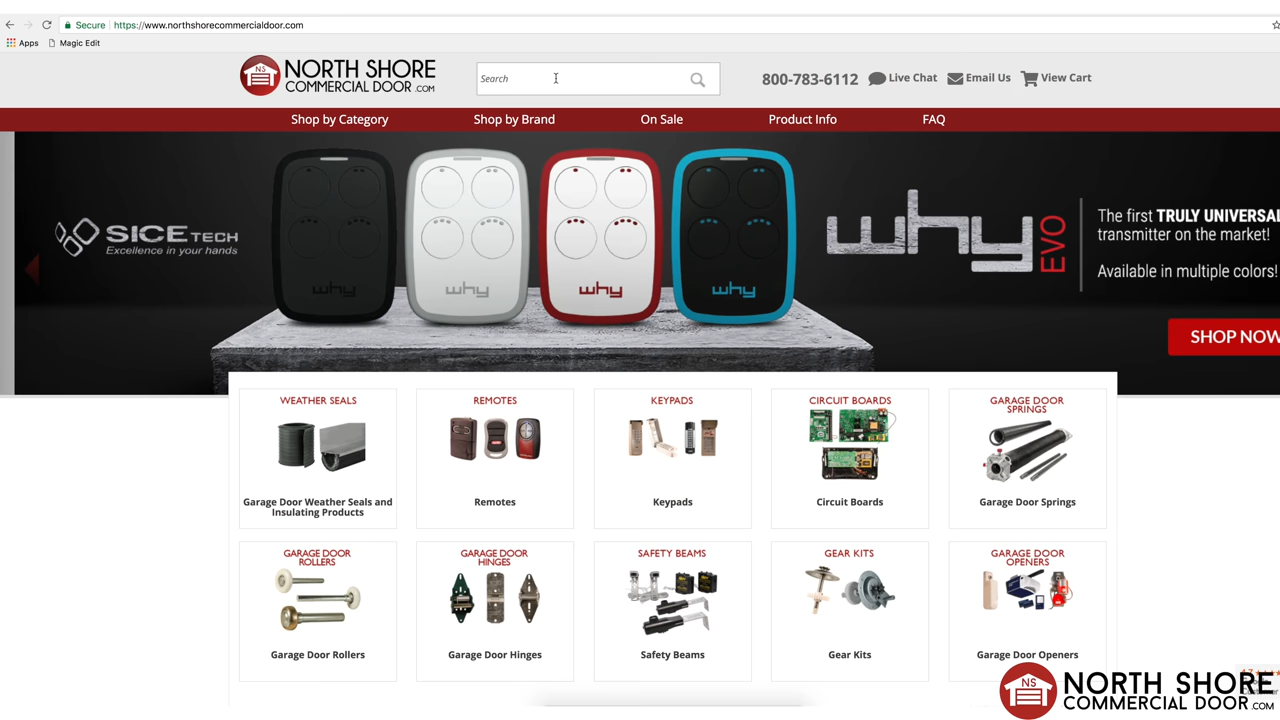 Secure https://www.northshorecommercialdoor.com
Apps Magic Edit
NS NORTH SHORE
COMMERCIAL DOOR .COM
Search
800-783-6112 Live Chat Email Us View Cart
Shop by Category Shop by Brand On Sale Product Info FAQ
SICE TECH
Excellence in your hands
why why why why
why EVO
The first TRULY UNIVERSAL
transmitter on the market!
Available in multiple colors!
SHOP NOW
WEATHER SEALS
Garage Door Weather Seals and
Insulating Products
REMOTES
Remotes
KEYPADS
Keypads
CIRCUIT BOARDS
Circuit Boards
GARAGE DOOR
SPRINGS
Garage Door Springs
GARAGE DOOR
ROLLERS
Garage Door Rollers
GARAGE DOOR
HINGES
Garage Door Hinges
SAFETY BEAMS
Safety Beams
GEAR KITS
Gear Kits
GARAGE DOOR
OPENERS
Garage Door Openers
NS NORTH SHORE
COMMERCIAL DOOR .COM